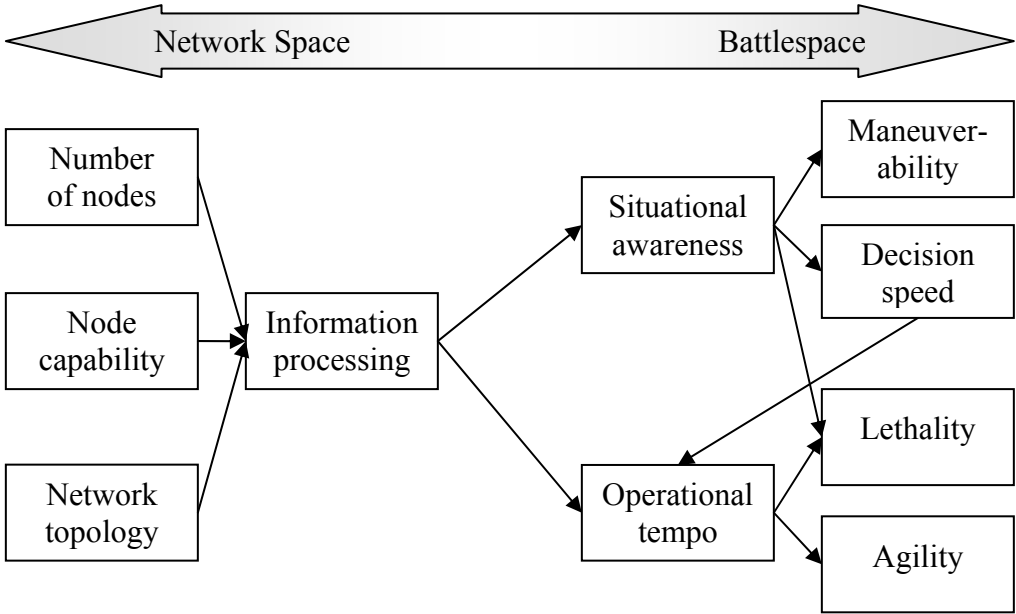 Network Space
Battlespace
Number
of nodes
Node
capability
Network
topology
Information
processing
Situational
awareness
Operational
tempo
Maneuver-
ability
Decision
speed
Lethality
Agility